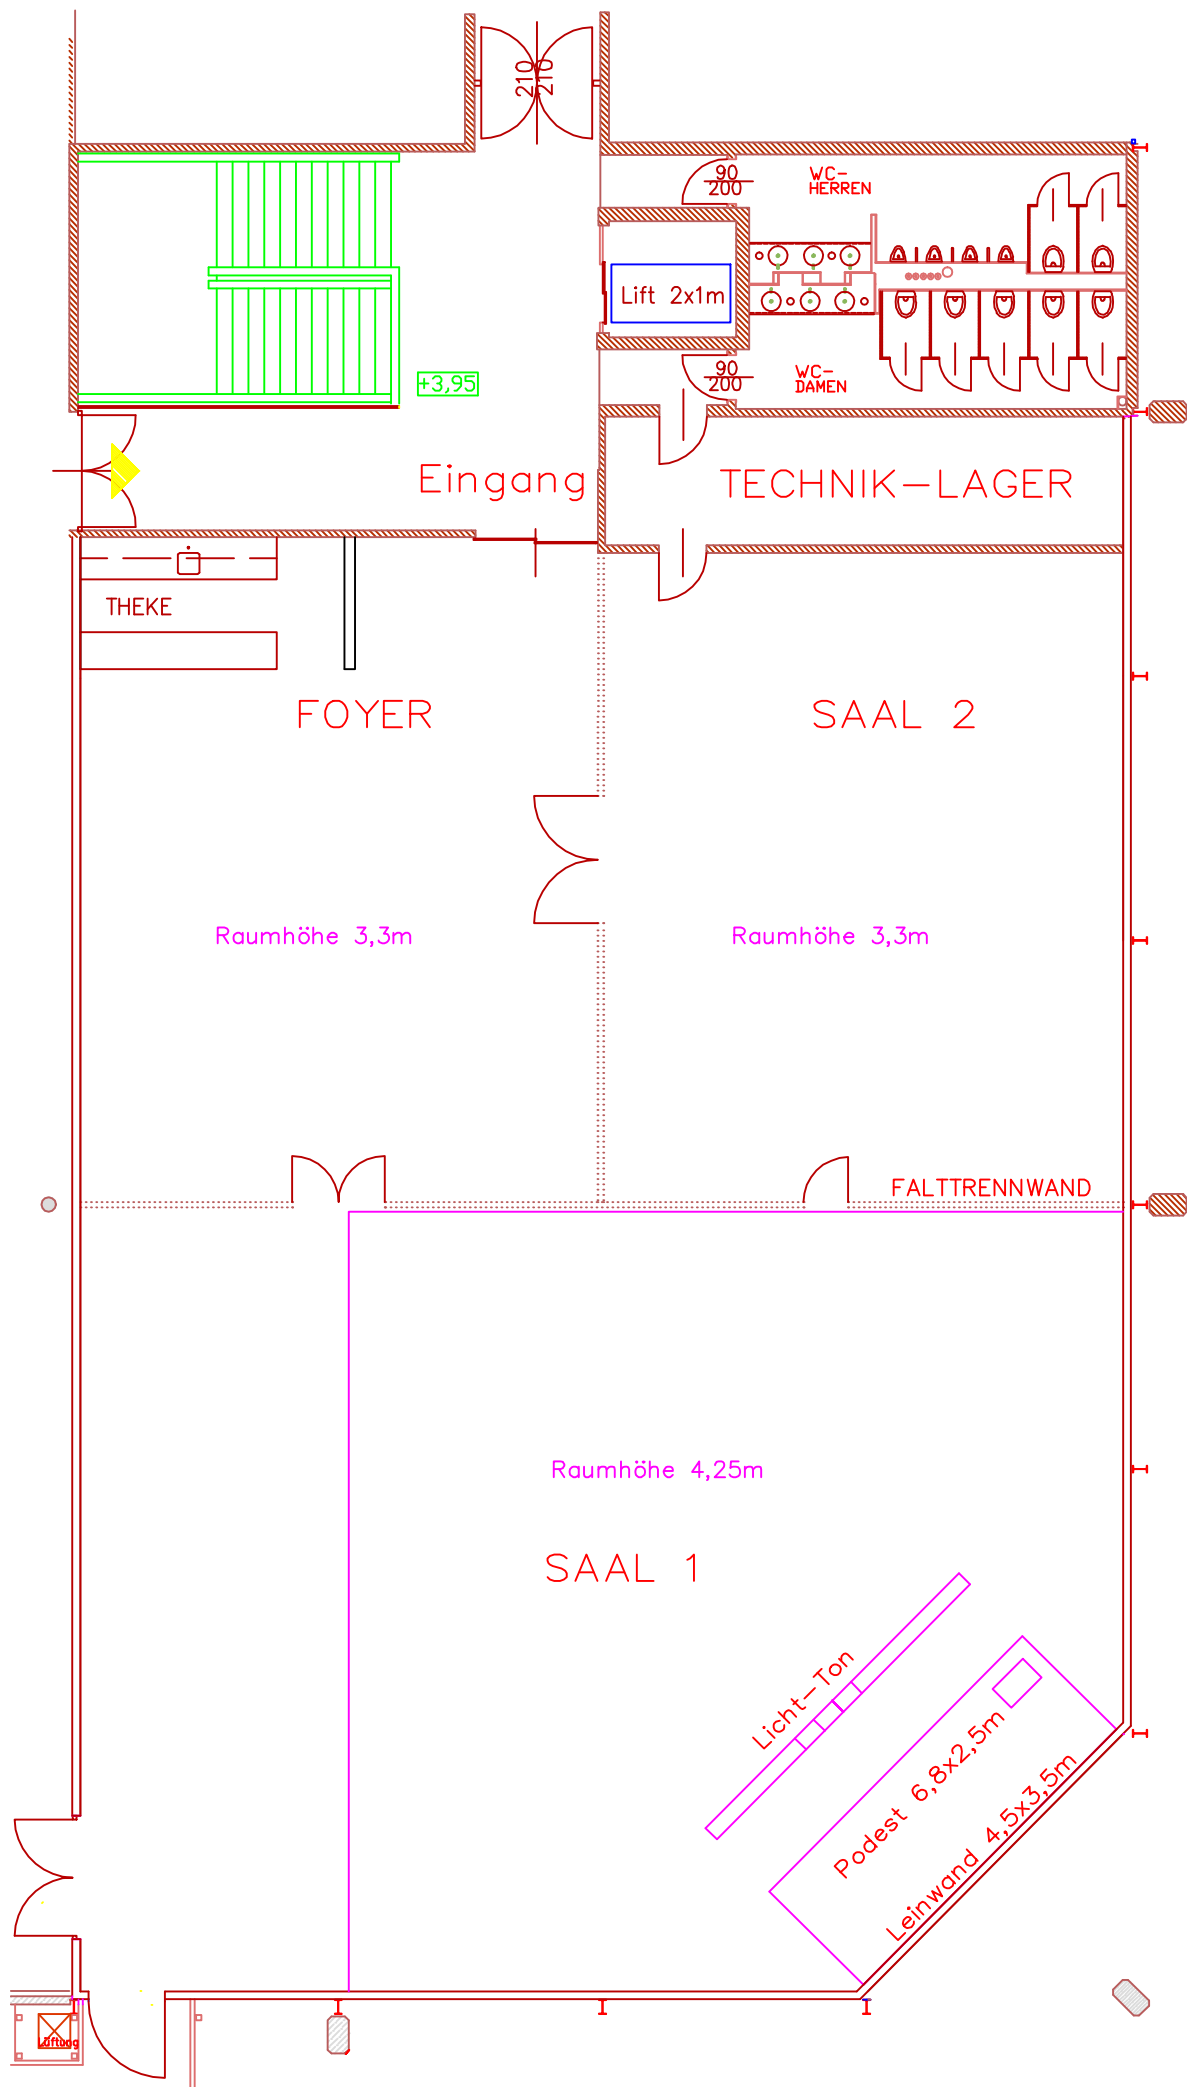 210
210
90
200
WC-
HERREN
Lift 2x1m
+3,95
90
200
WC-
DAMEN
Eingang
TECHNIK-LAGER
THEKE
FOYER
SAAL 2
Raumhöhe 3,3m
Raumhöhe 3,3m
FALTTRENNWAND
Raumhöhe 4,25m
SAAL 1
Licht-Ton
Podest 6,8x2,5m
Leinwand 4,5x3,5m
Lüftung